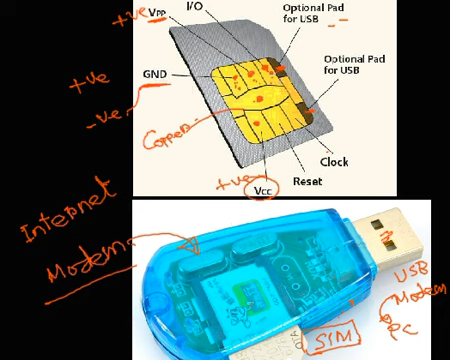 +ve
VPP
I/O
Optional Pad
for USB
- -
GND
Optional Pad
for USB
+ve
-ve
Copper
Clock
Reset
+ve
VCC
Internet
Modem
USB
Modem
PC
SIM